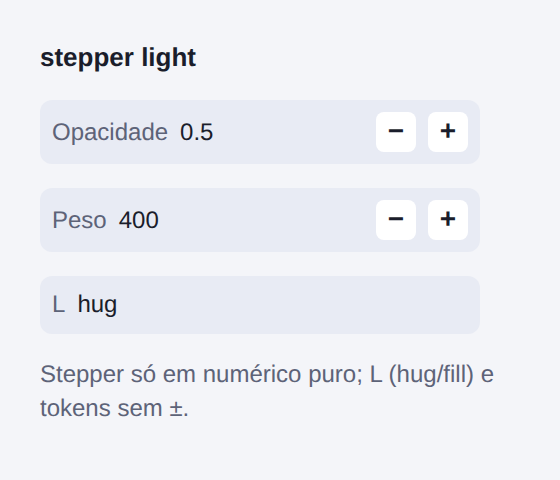 stepper light
Opacidade 0.5 − +
Peso 400 − +
L hug
Stepper só em numérico puro; L (hug/fill) e
tokens sem ±.